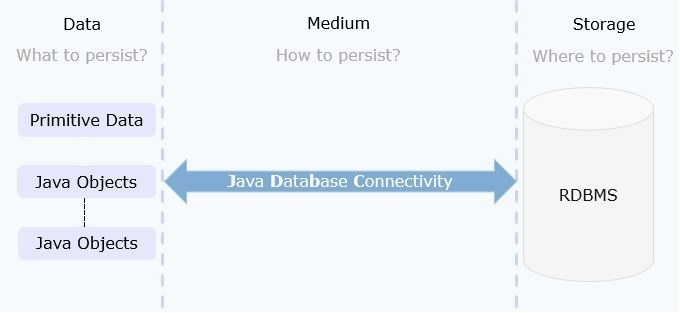 Data
Medium
Storage
What to persist?
How to persist?
Where to persist?
Primitive Data
Java Objects
Java Database Connectivity
RDBMS
Java Objects